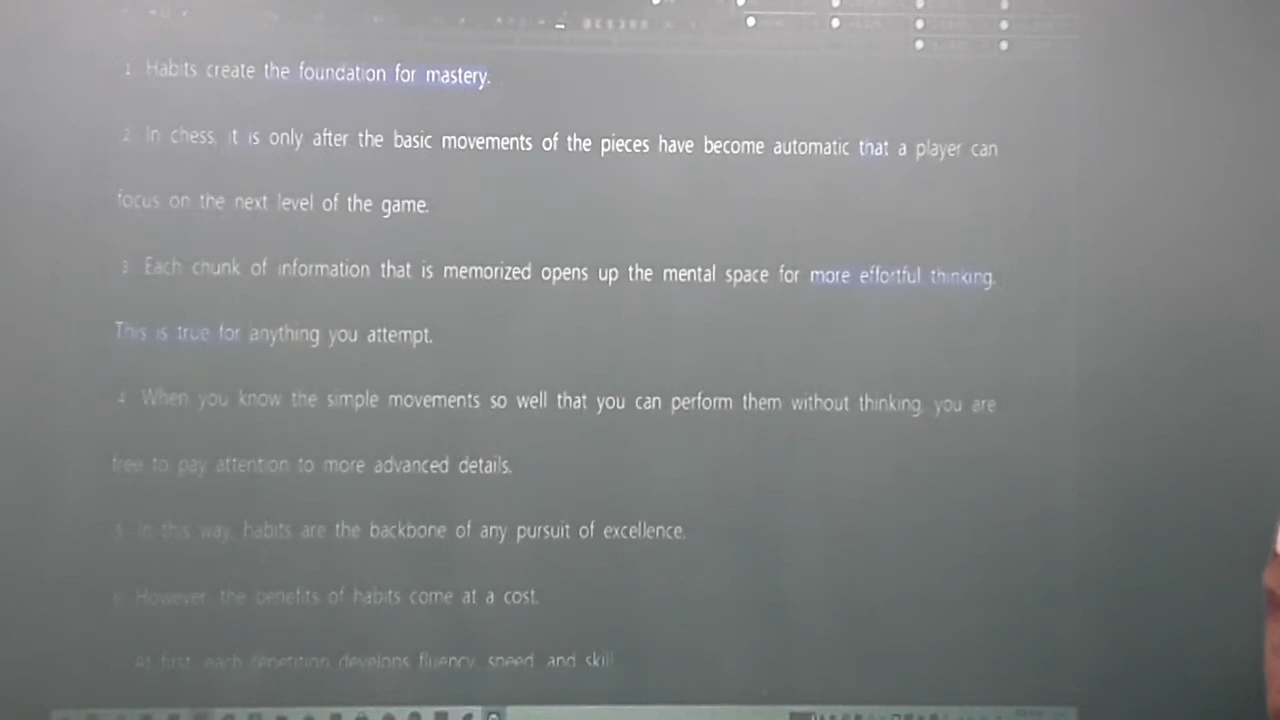 1 Habits create the foundation for mastery.
2 In chess, it is only after the basic movements of the pieces have become automatic that a player can
focus on the next level of the game.
3 Each chunk of information that is memorized opens up the mental space for more effortful thinking.
This is true for anything you attempt.
4 When you know the simple movements so well that you can perform them without thinking, you are
free to pay attention to more advanced details.
5 In this way, habits are the backbone of any pursuit of excellence.
6 However, the benefits of habits come at a cost.
At first, each repetition develops fluency, speed, and skill